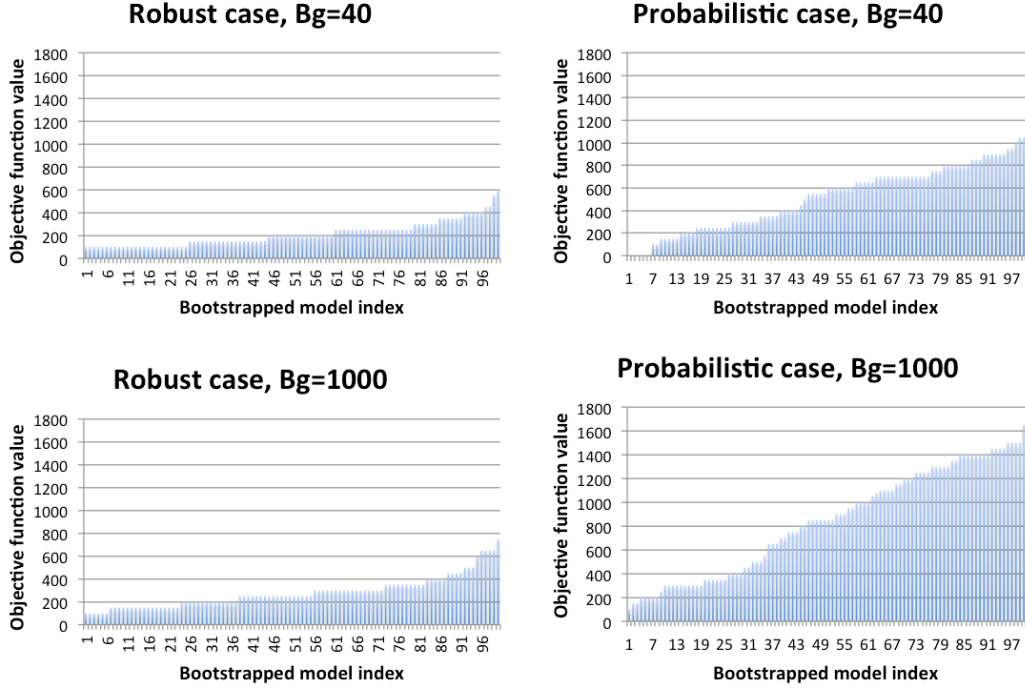 Robust case, Bg=40
Objective function value
1800
1600
1400
1200
1000
800
600
400
200
0
1 6 11 16 21 26 31 36 41 46 51 56 61 66 71 76 81 86 91 96
Bootstrapped model index
Probabilistic case, Bg=40
Objective function value
1800
1600
1400
1200
1000
800
600
400
200
0
1 7 13 19 25 31 37 43 49 55 61 67 73 79 85 91 97
Bootstrapped model index
Robust case, Bg=1000
Objective function value
1800
1600
1400
1200
1000
800
600
400
200
0
1 6 11 16 21 26 31 36 41 46 51 56 61 66 71 76 81 86 91 96
Bootstrapped model index
Probabilistic case, Bg=1000
Objective function value
1800
1600
1400
1200
1000
800
600
400
200
0
1 7 13 19 25 31 37 43 49 55 61 67 73 79 85 91 97
Bootstrapped model index